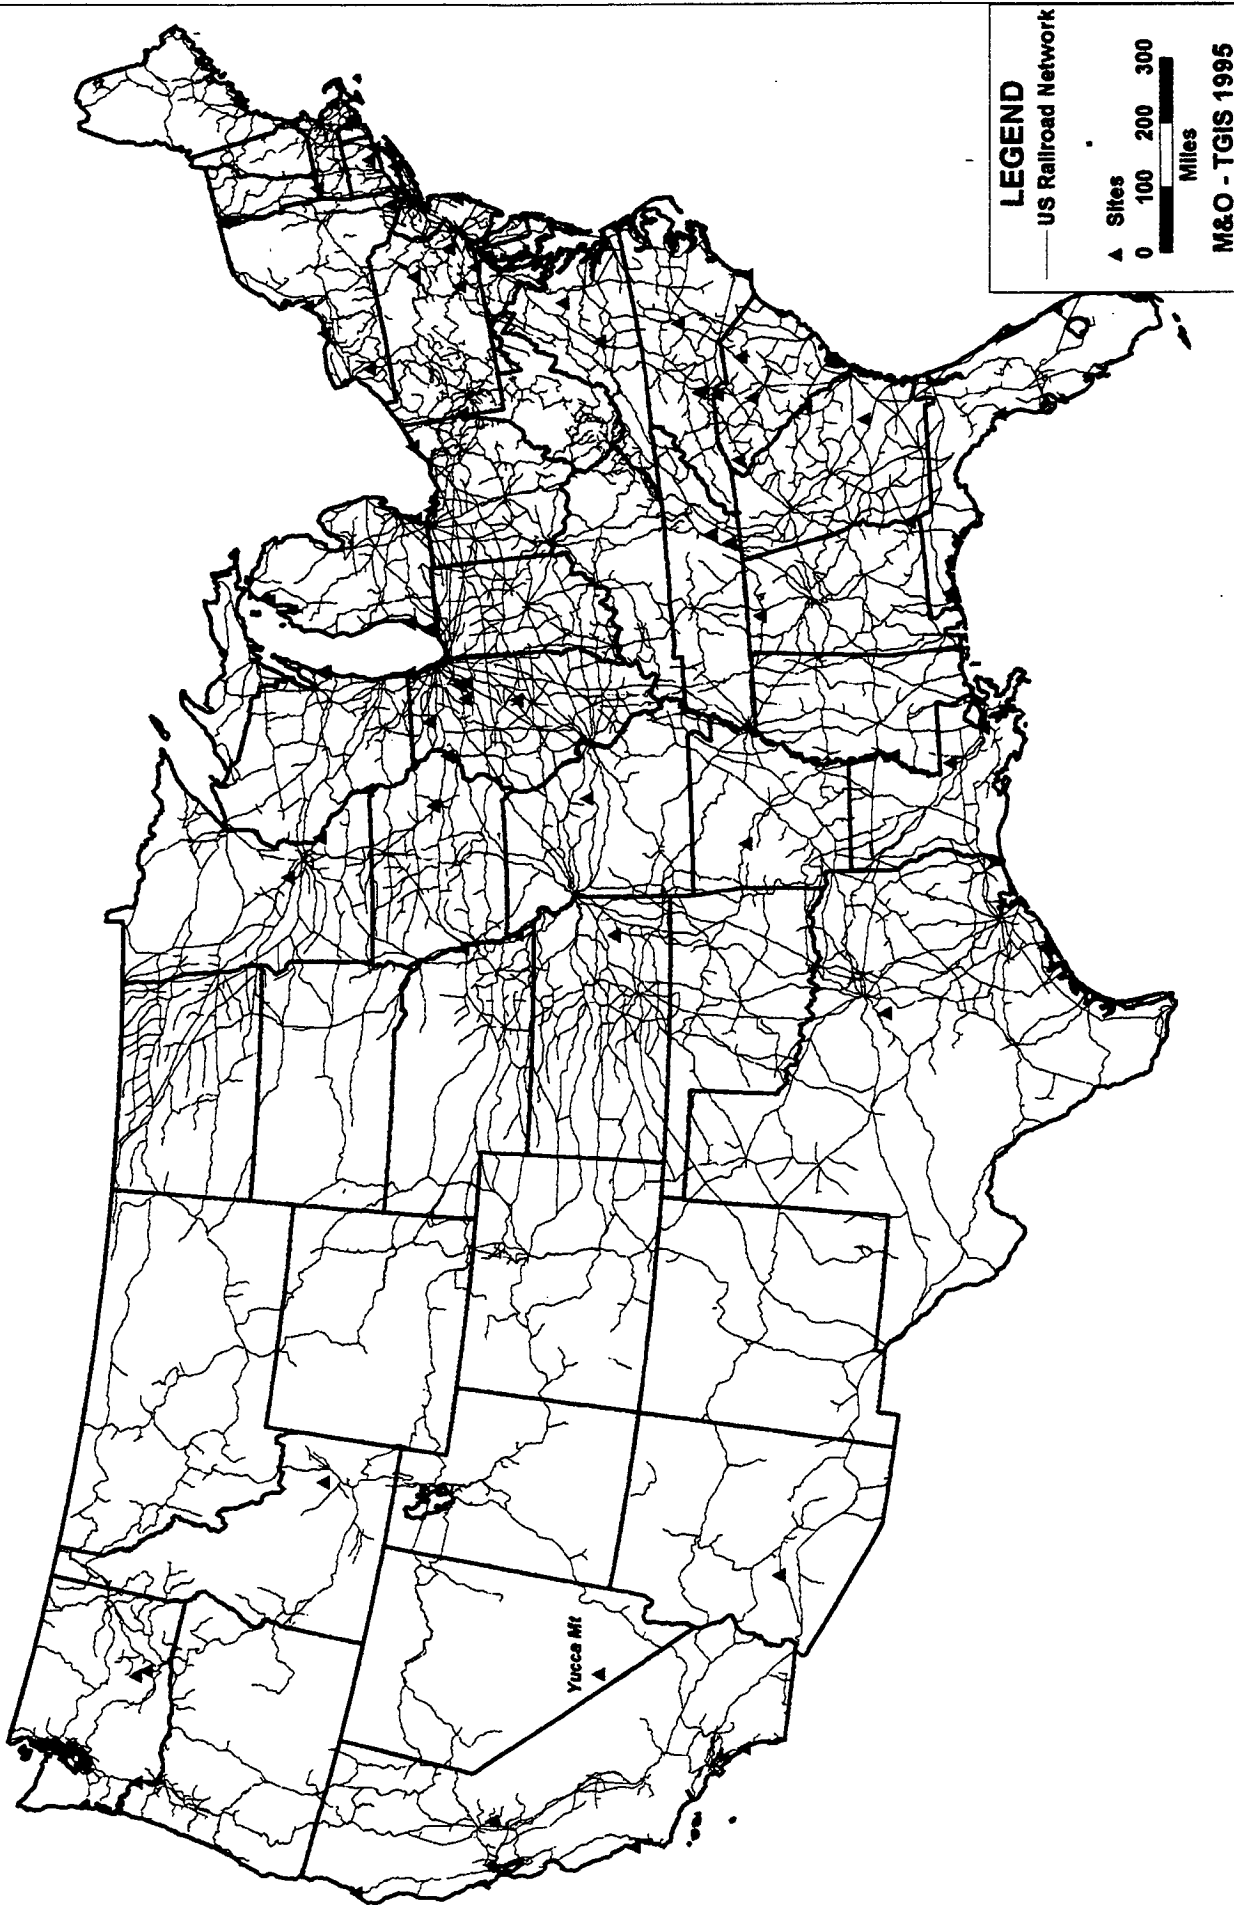 Yucca Mt
LEGEND
US Railroad Network
Sites
0 100 200 300
Miles
M&O - TGIS 1995